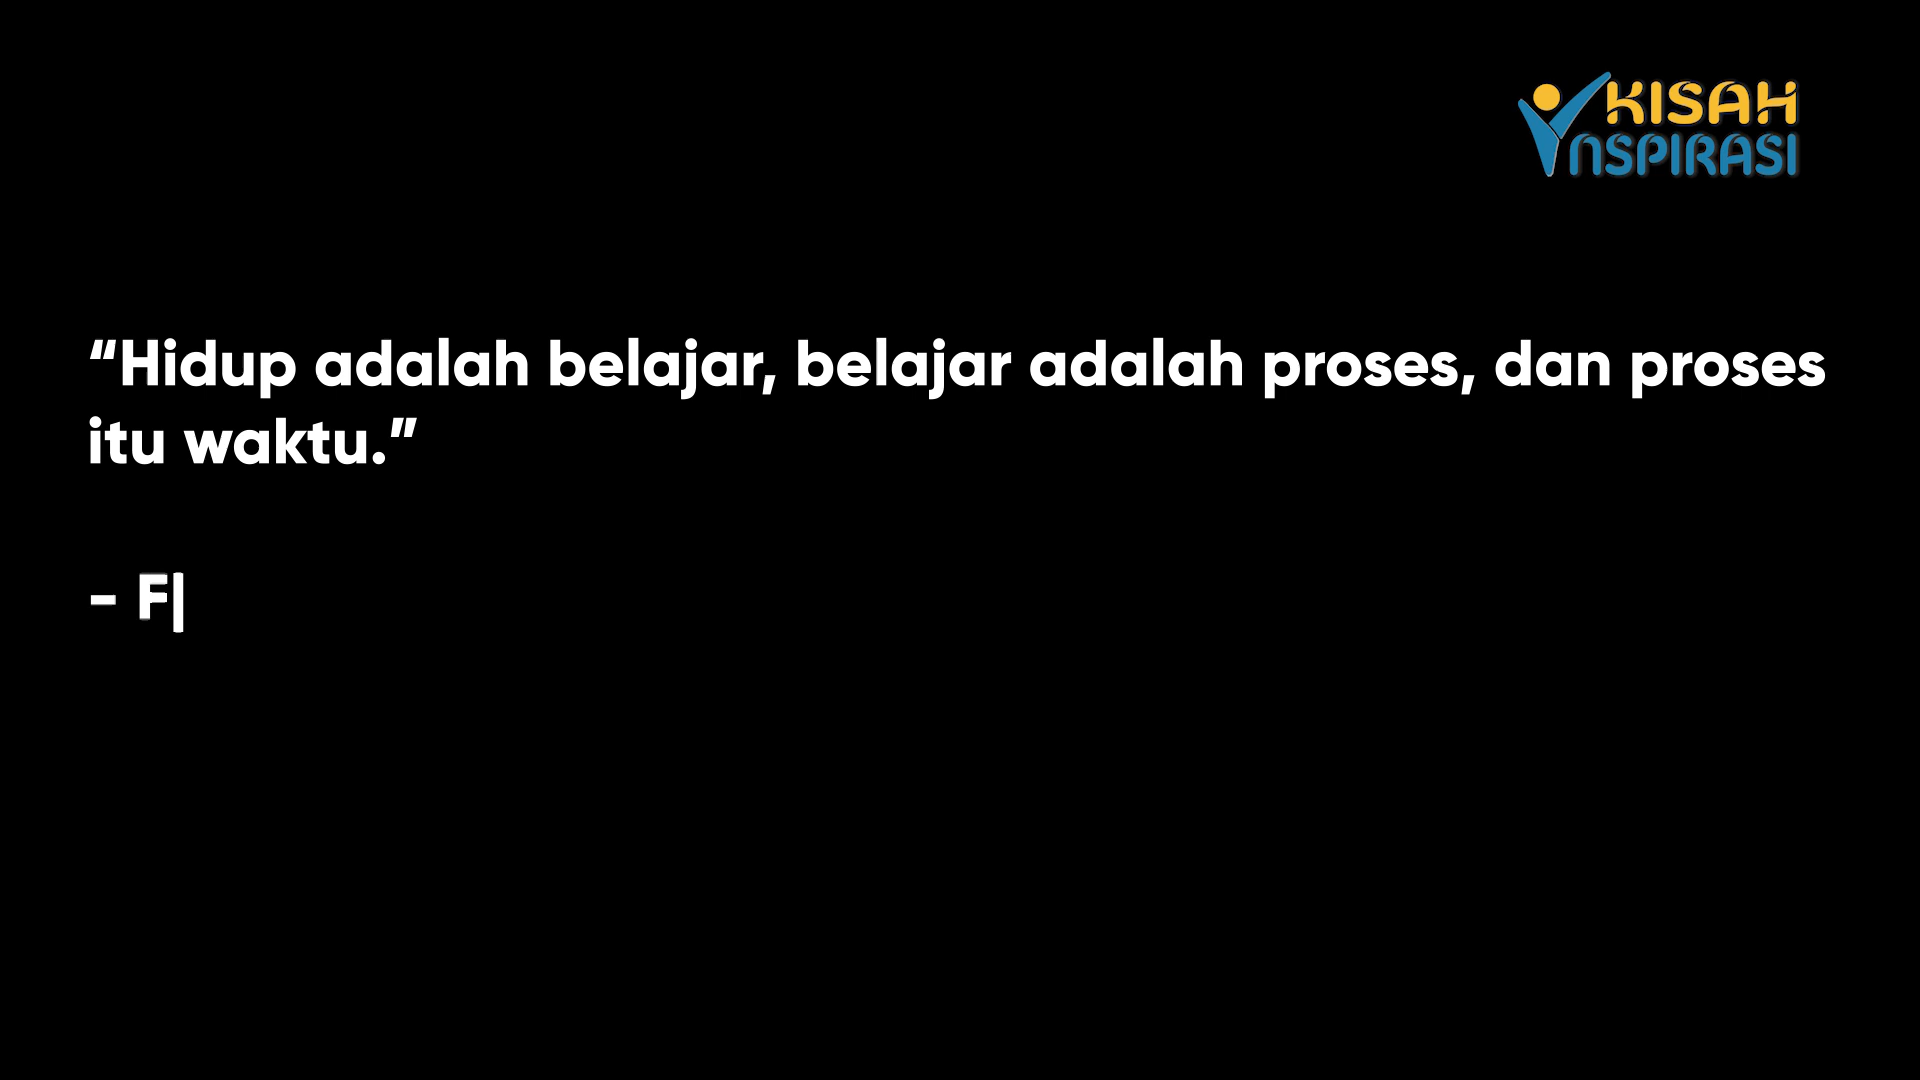 KISAH
INSPIRASI
“Hidup adalah belajar, belajar adalah proses, dan proses
itu waktu.”
- F|